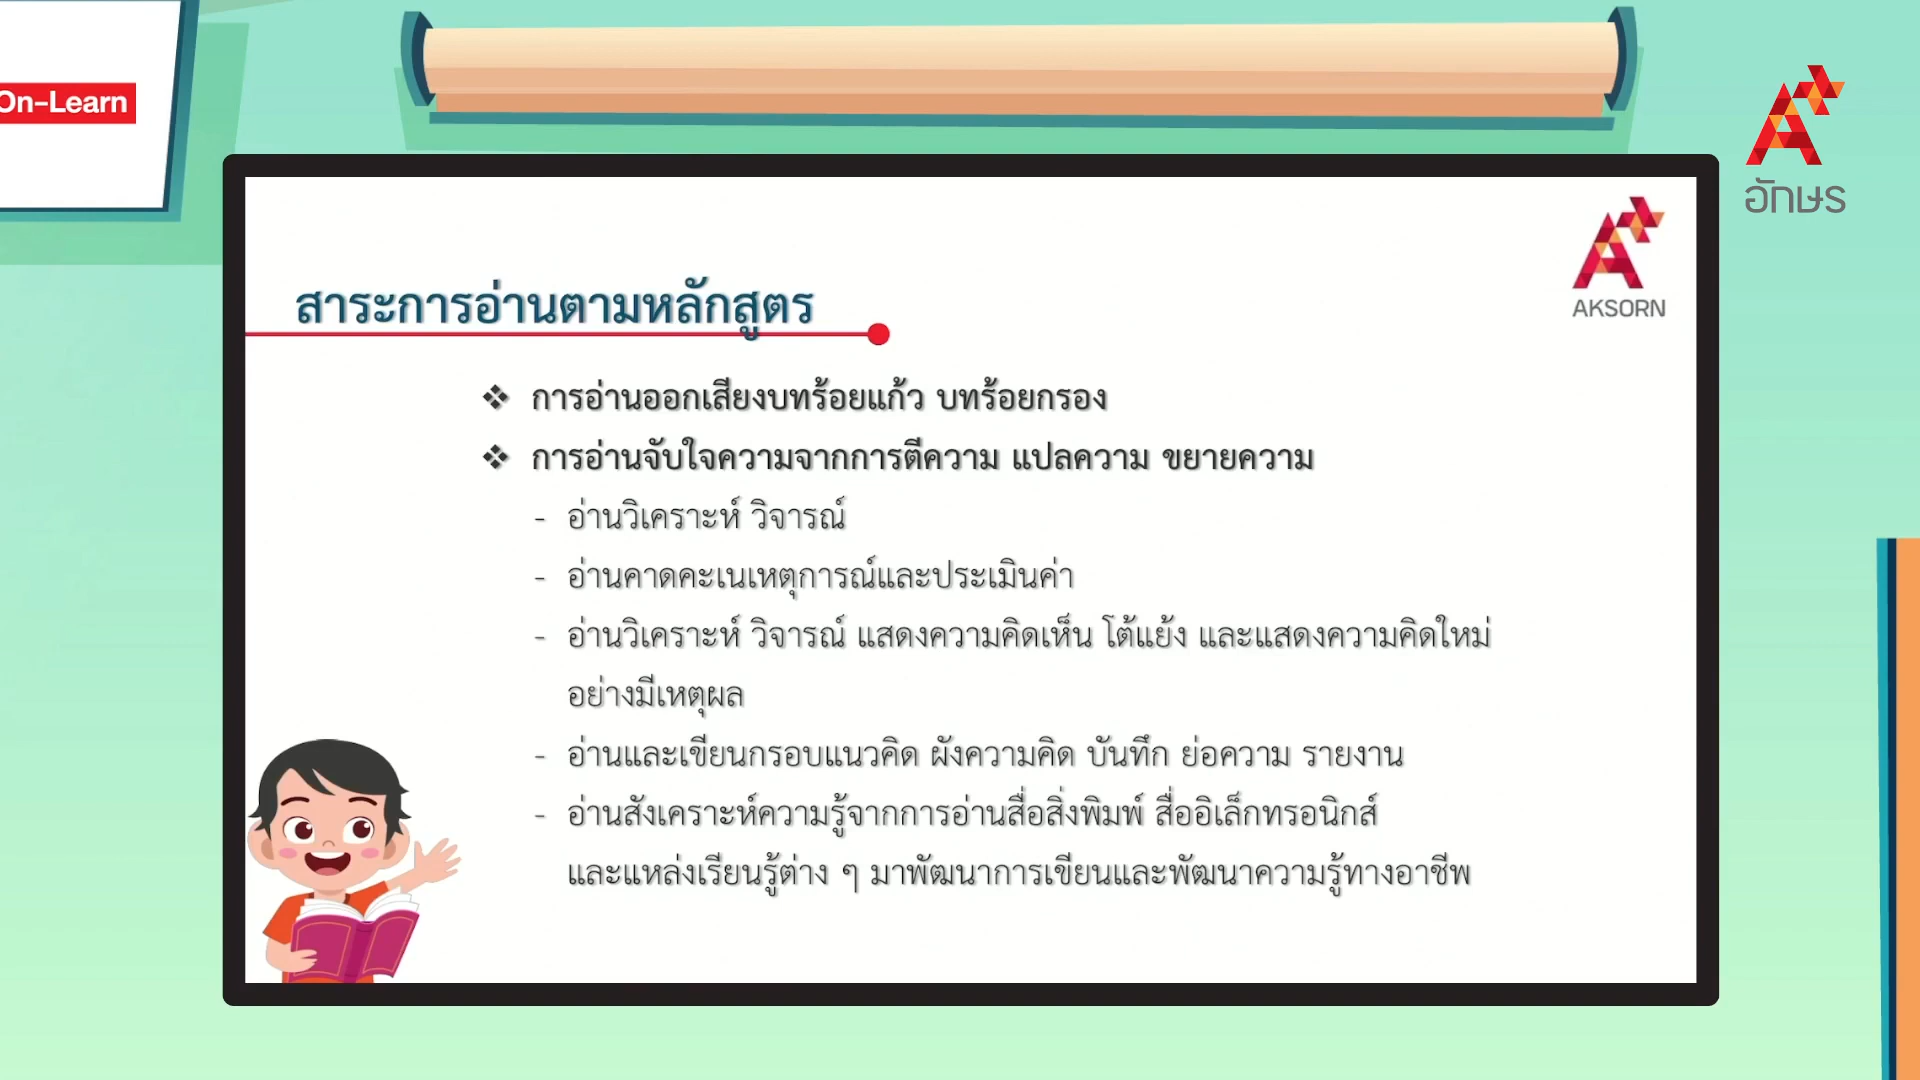 On-Learn
อักษร
AKSORN
สาระการอ่านตามหลักสูตร
❖ การอ่านออกเสียงบทร้อยแก้ว บทร้อยกรอง
❖ การอ่านจับใจความจากการตีความ แปลความ ขยายความ
- อ่านวิเคราะห์ วิจารณ์
- อ่านคาดคะเนเหตุการณ์และประเมินค่า
- อ่านวิเคราะห์ วิจารณ์ แสดงความคิดเห็น โต้แย้ง และแสดงความคิดใหม่
อย่างมีเหตุผล
- อ่านและเขียนกรอบแนวคิด ผังความคิด บันทึก ย่อความ รายงาน
- อ่านสังเคราะห์ความรู้จากการอ่านสื่อสิ่งพิมพ์ สื่ออิเล็กทรอนิกส์
และแหล่งเรียนรู้ต่าง ๆ มาพัฒนาการเขียนและพัฒนาความรู้ทางอาชีพ